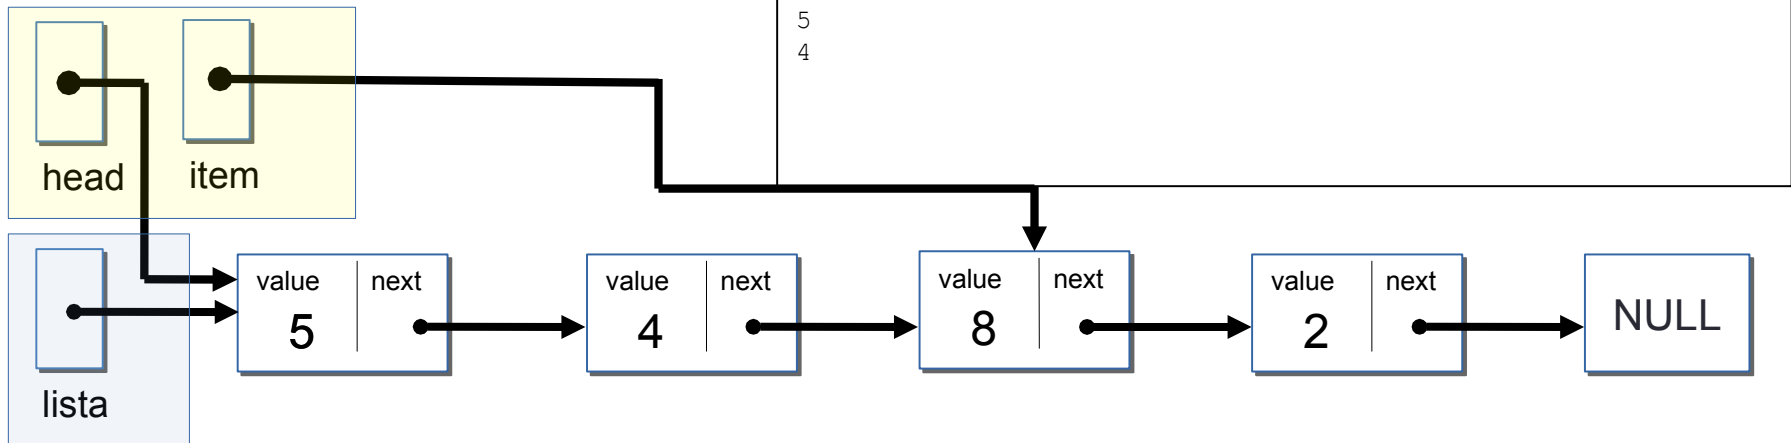 5
4
head
item
value next
5
value next
4
value next
8
value next
2
NULL
lista